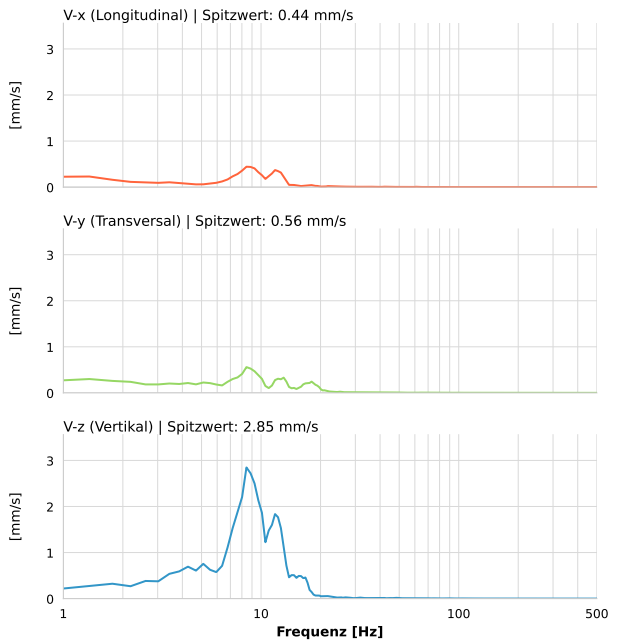 V-x (Longitudinal) | Spitzwert: 0.44 mm/s
3
2
1
0
[mm/s]
V-y (Transversal) | Spitzwert: 0.56 mm/s
3
2
1
0
[mm/s]
V-z (Vertikal) | Spitzwert: 2.85 mm/s
3
2
1
0
[mm/s]
1 10 100 500
Frequenz [Hz]